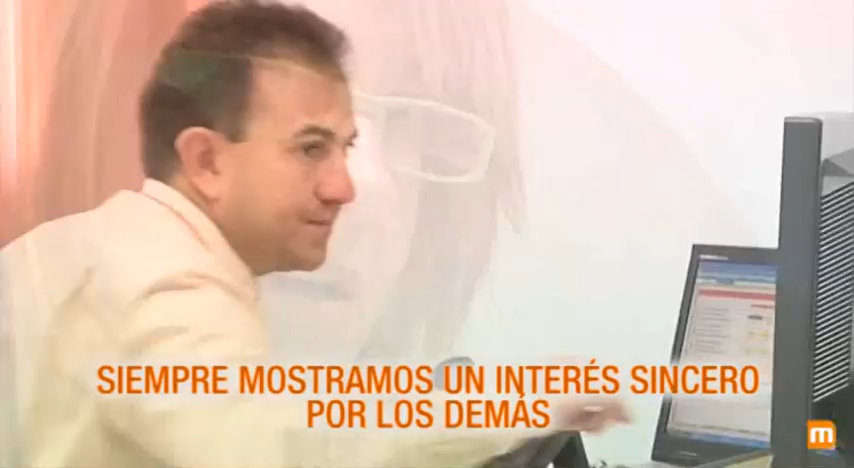 SIEMPRE MOSTRAMOS UN INTERÉS SINCERO
POR LOS DEMÁS
m